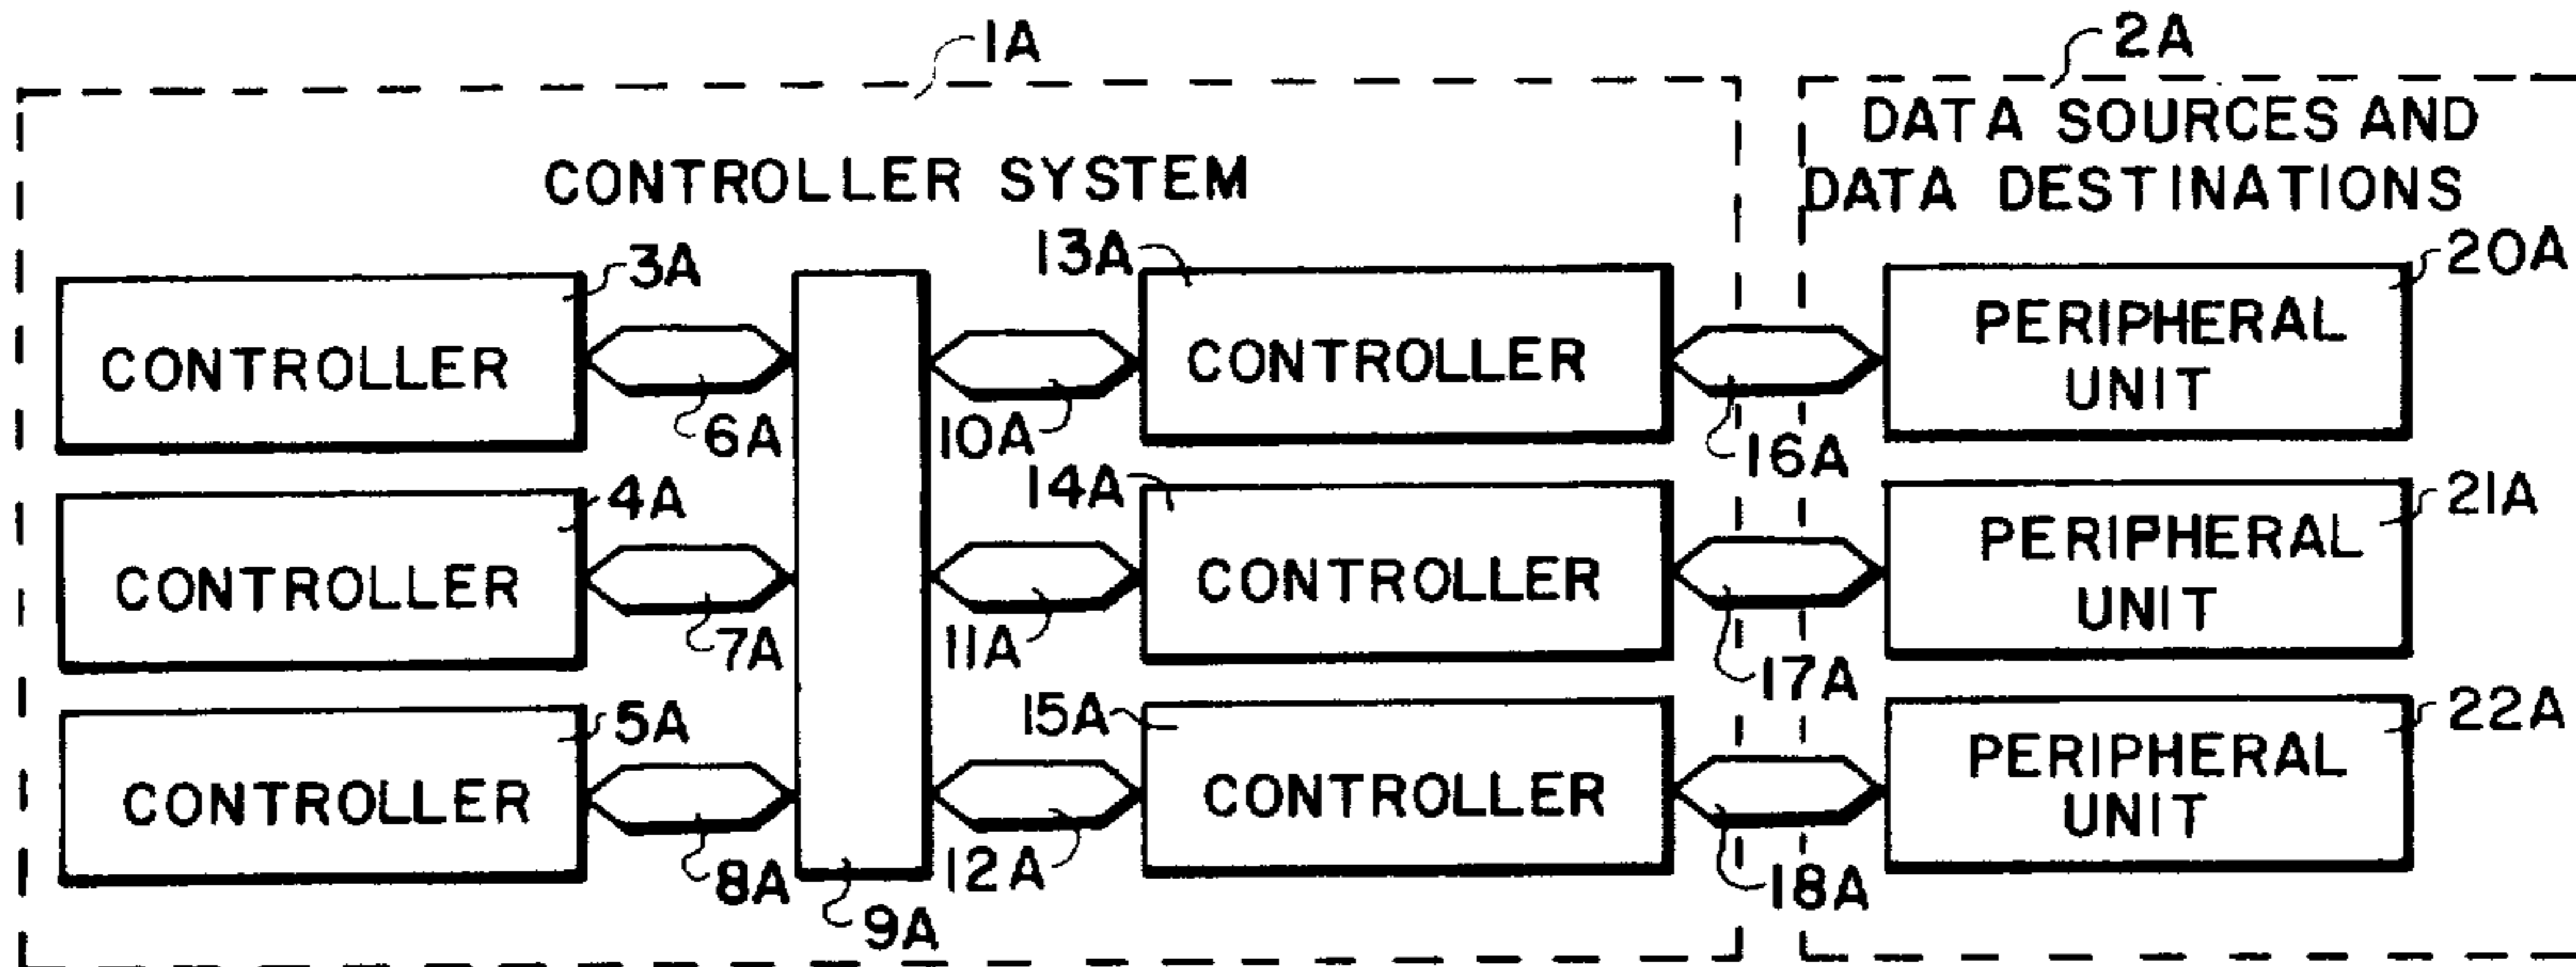 1A
2A
DATA SOURCES AND
DATA DESTINATIONS
CONTROLLER SYSTEM
3A
13A
20A
CONTROLLER
CONTROLLER
PERIPHERAL
UNIT
6A
10A
16A
4A
14A
21A
CONTROLLER
CONTROLLER
PERIPHERAL
UNIT
7A
11A
17A
5A
15A
22A
CONTROLLER
CONTROLLER
PERIPHERAL
UNIT
8A
12A
18A
9A